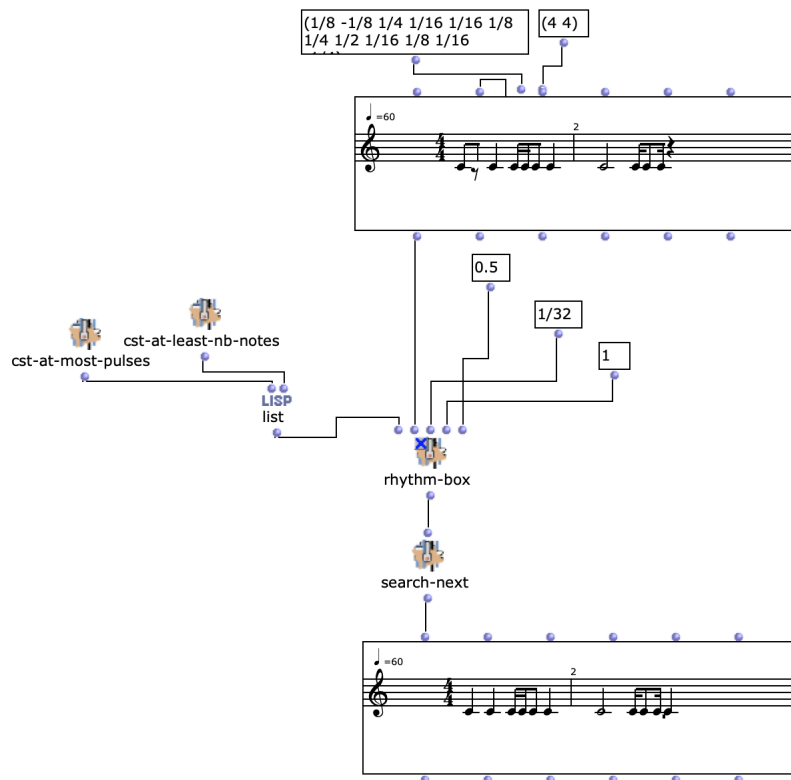 (1/8 -1/8 1/4 1/16 1/16 1/8
1/4 1/2 1/16 1/8 1/16
(4 4)
=60
4
4
2
0.5
1/32
1
cst-at-least-nb-notes
cst-at-most-pulses
LISP
list
rhythm-box
search-next
=60
4
4
2